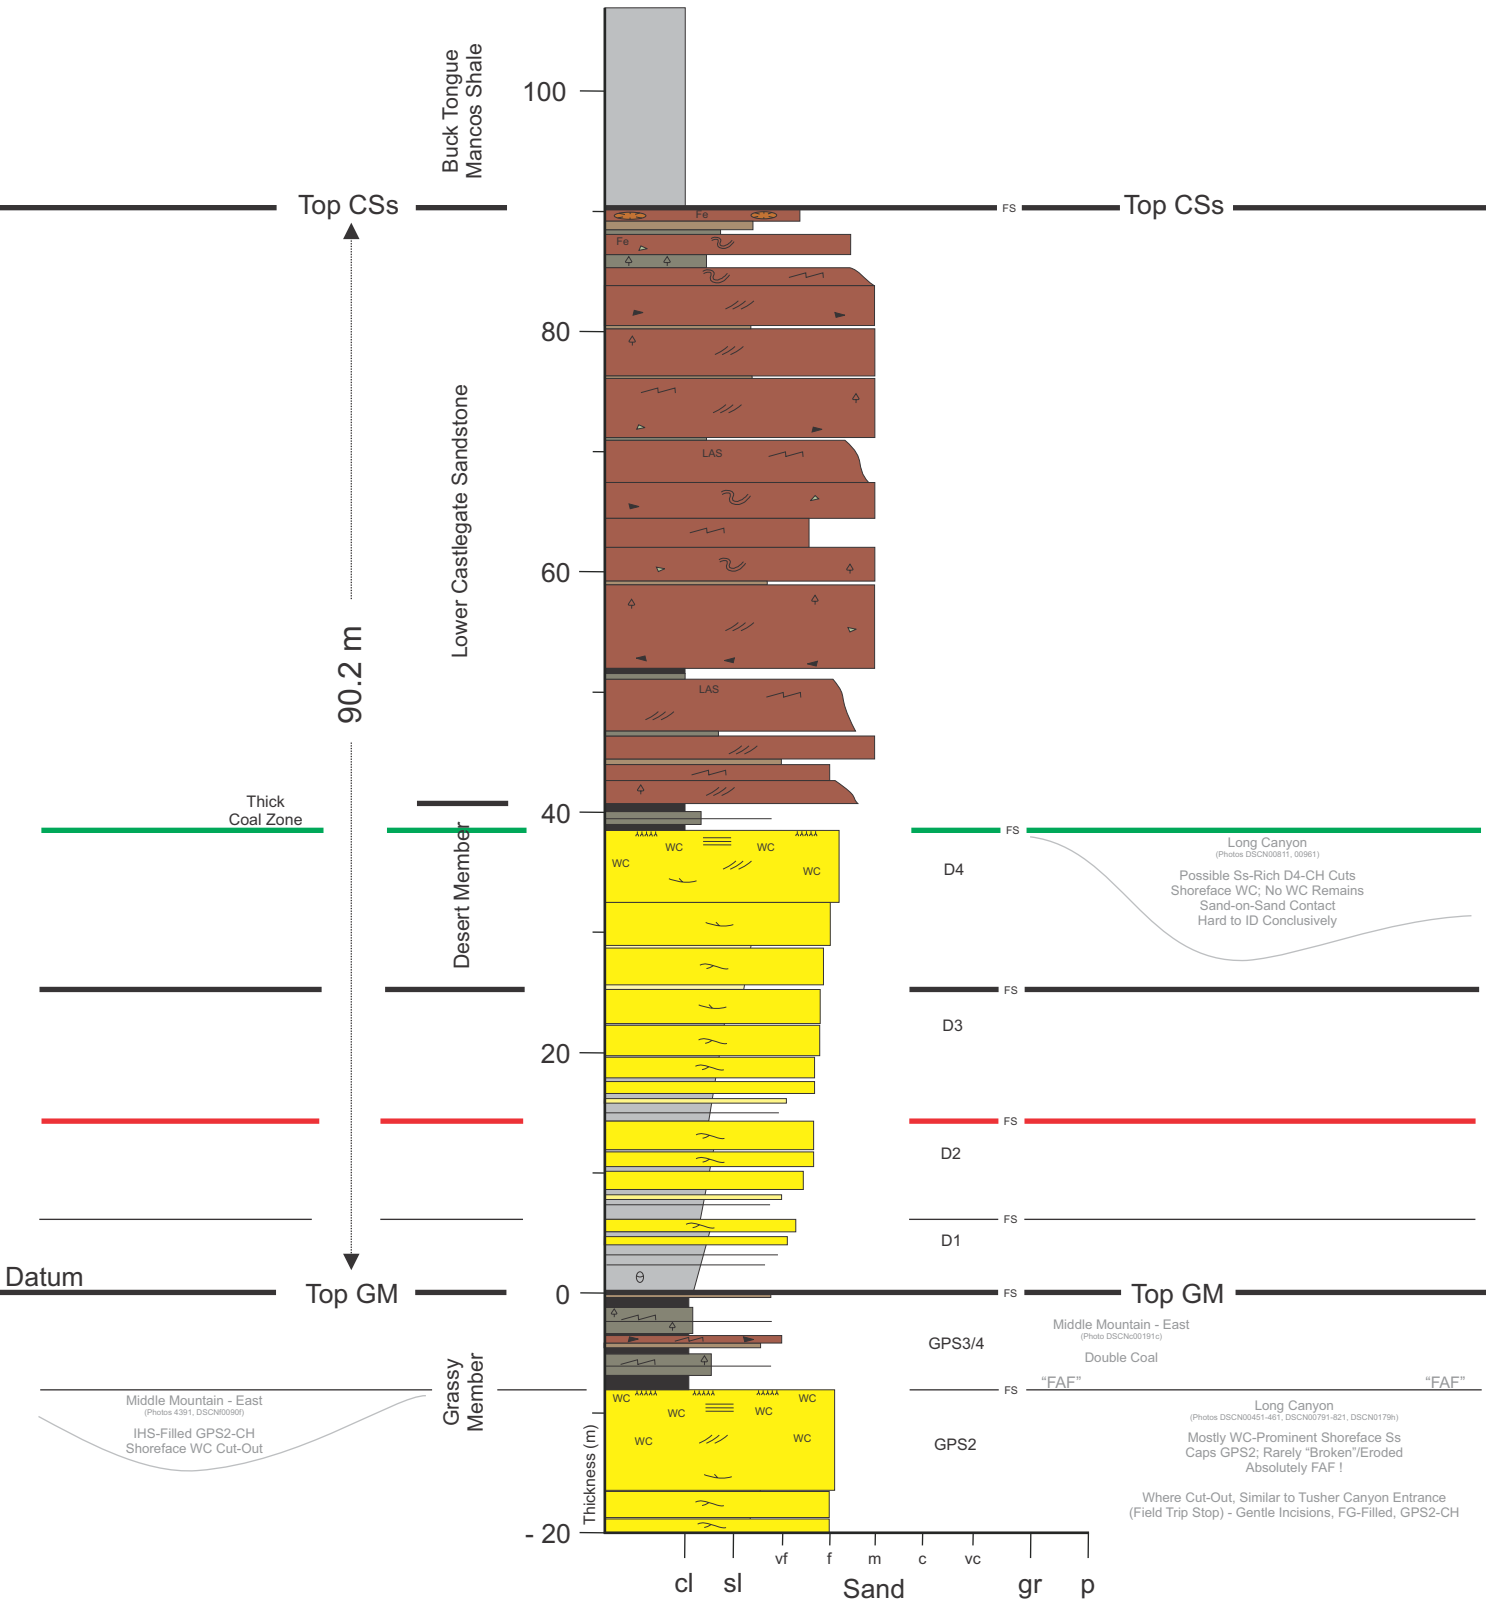 Buck Tongue
Mancos Shale
100
Top CSs
FS
Top CSs
Fe
Fe
80
Lower Castlegate Sandstone
LAS
60
90.2 m
LAS
Thick
Coal Zone
40
FS
Desert Member
WC
WC
WC
WC
D4
Long Canyon
(Photos DSCN00811, 00961)
Possible Ss-Rich D4-CH Cuts
Shoreface WC; No WC Remains
Sand-on-Sand Contact
Hard to ID Conclusively
FS
D3
20
FS
D2
FS
D1
Datum
Top GM
0
FS
Top GM
GPS3/4
Middle Mountain - East
(Photo DSCNc00191c)
Double Coal
Grassy
Member
FS
“FAF”
“FAF”
Middle Mountain - East
(Photos 4391, DSCNf0090f)
IHS-Filled GPS2-CH
Shoreface WC Cut-Out
WC
WC
WC
WC
WC
WC
GPS2
Long Canyon
(Photos DSCN00451-461, DSCN00791-821, DSCN0179h)
Mostly WC-Prominent Shoreface Ss
Caps GPS2; Rarely “Broken”/Eroded
Absolutely FAF !
Where Cut-Out, Similar to Tusher Canyon Entrance
(Field Trip Stop) - Gentle Incisions, FG-Filled, GPS2-CH
Thickness (m)
- 20
vf
f
m
c
vc
cl
sl
Sand
gr
p